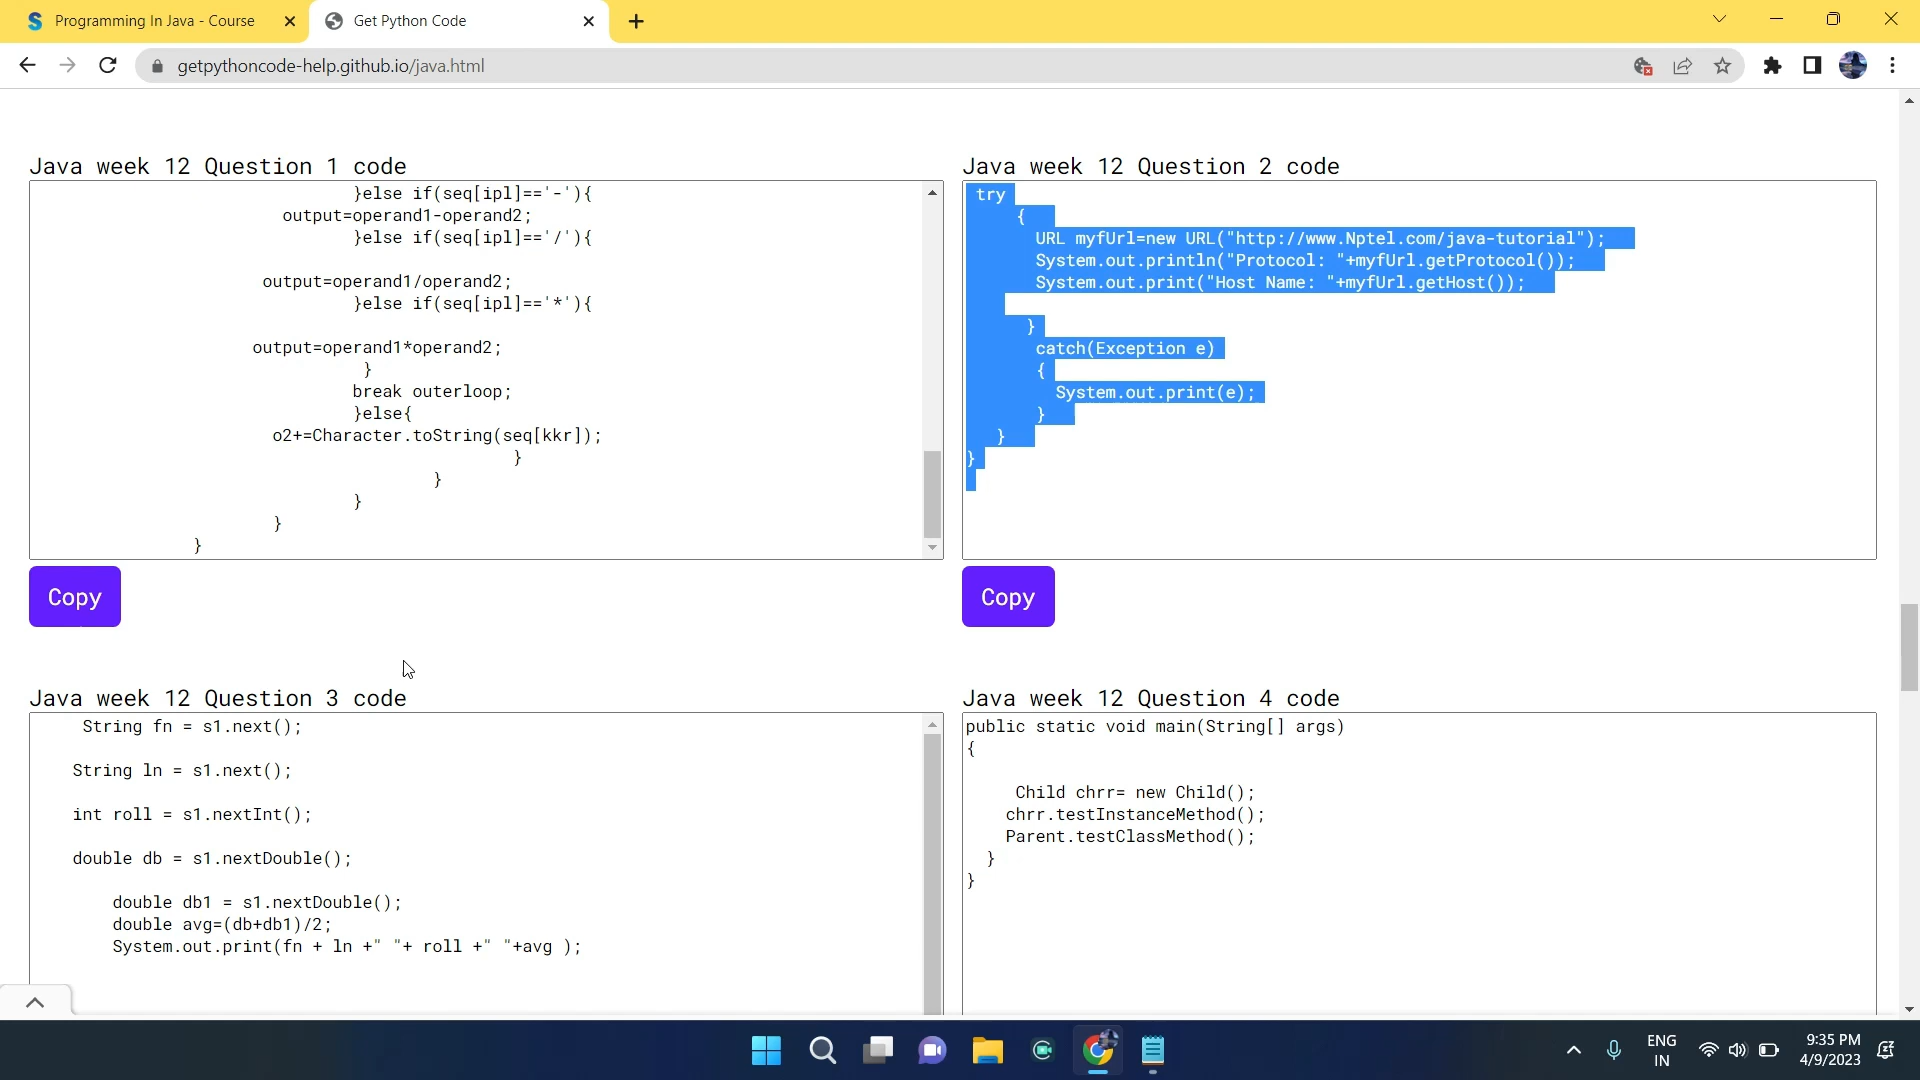 Programming In Java - Course
Get Python Code
getpythoncode-help.github.io/java.html
Java week 12 Question 1 code
}else if(seq[ipl]=='-'){
output=operand1-operand2;
}else if(seq[ipl]=='/'){
output=operand1/operand2;
}else if(seq[ipl]=='*'){
output=operand1*operand2;
}
break outerloop;
}else{
o2+=Character.toString(seq[kkr]);
}
}
}
}
}
Copy
Java week 12 Question 2 code
try
{
URL myfUrl=new URL("http://www.Nptel.com/java-tutorial");
System.out.println("Protocol: "+myfUrl.getProtocol());
System.out.print("Host Name: "+myfUrl.getHost());
}
catch(Exception e)
{
System.out.print(e);
}
}
}
Copy
Java week 12 Question 3 code
String fn = s1.next();
String ln = s1.next();
int roll = s1.nextInt();
double db = s1.nextDouble();
double db1 = s1.nextDouble();
double avg=(db+db1)/2;
System.out.print(fn + ln +" "+ roll +" "+avg );
Java week 12 Question 4 code
public static void main(String[] args)
{
Child chrr= new Child();
chrr.testInstanceMethod();
Parent.testClassMethod();
}
}
ENG
IN
9:35 PM
4/9/2023